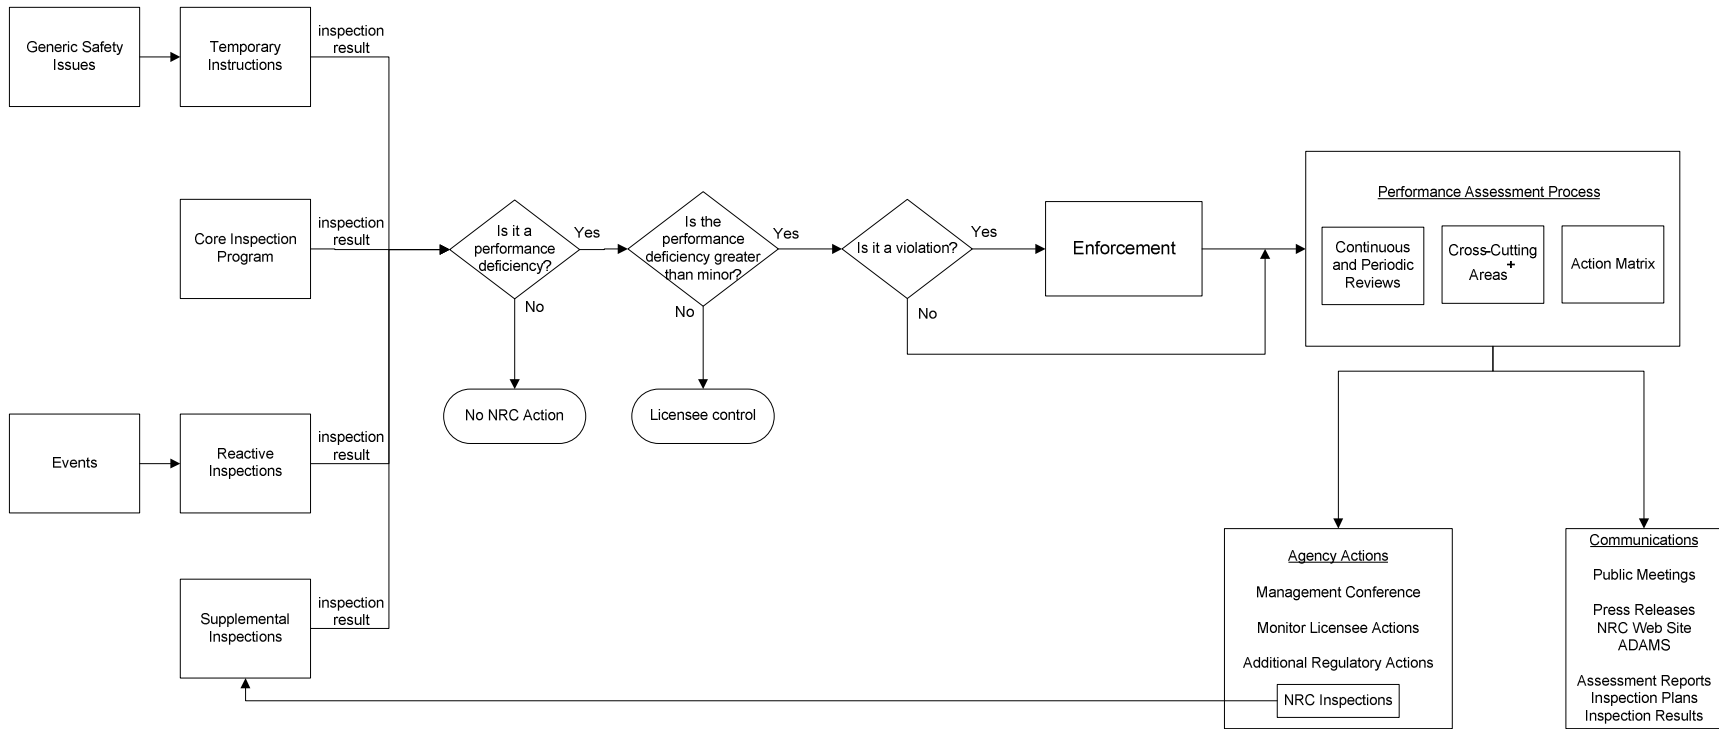 Generic Safety
Issues
Temporary
Instructions
inspection
result
Core Inspection
Program
inspection
result
Events
Reactive
Inspections
inspection
result
Supplemental
Inspections
inspection
result
Is it a
performance
deficiency?
Yes
No
No NRC Action
Is the
performance
deficiency greater
than minor?
Yes
No
Licensee control
Is it a violation?
Yes
No
Enforcement
Performance Assessment Process
Continuous
and Periodic
Reviews
Cross-Cutting
Areas+
Action Matrix
Agency Actions
Management Conference
Monitor Licensee Actions
Additional Regulatory Actions
NRC Inspections
Communications
Public Meetings
Press Releases
NRC Web Site
ADAMS
Assessment Reports
Inspection Plans
Inspection Results